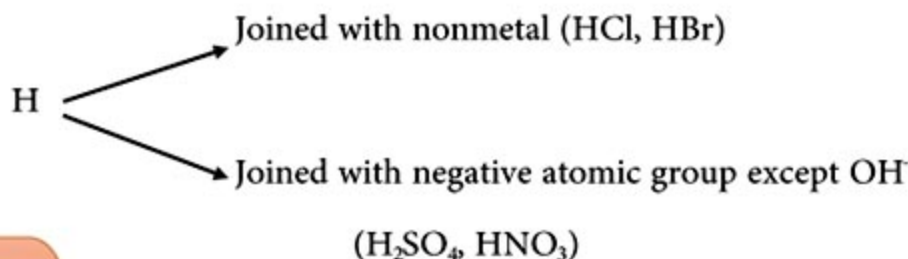 Joined with nonmetal (HCl, HBr)
H
Joined with negative atomic group except OH⁻
(H₂SO₄, HNO₃)